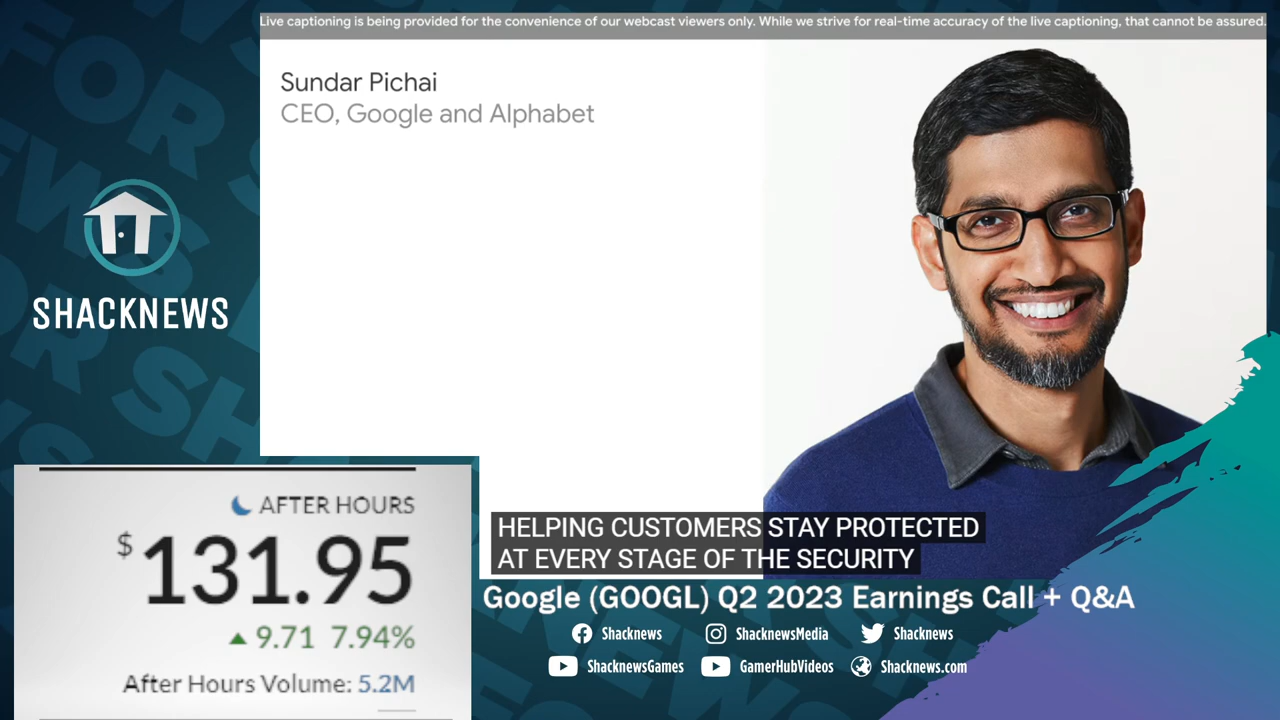 Live captioning is being provided for the convenience of our webcast viewers only. While we strive for real-time accuracy of the live captioning, that cannot be assured.
Sundar Pichai
CEO, Google and Alphabet
SHACKNEWS
AFTER HOURS
$131.95
9.71 7.94%
After Hours Volume: 5.2M
HELPING CUSTOMERS STAY PROTECTED
AT EVERY STAGE OF THE SECURITY
Google (GOOGL) Q2 2023 Earnings Call + Q&A
Shacknews ShacknewsMedia Shacknews
ShacknewsGames GamerHubVideos Shacknews.com